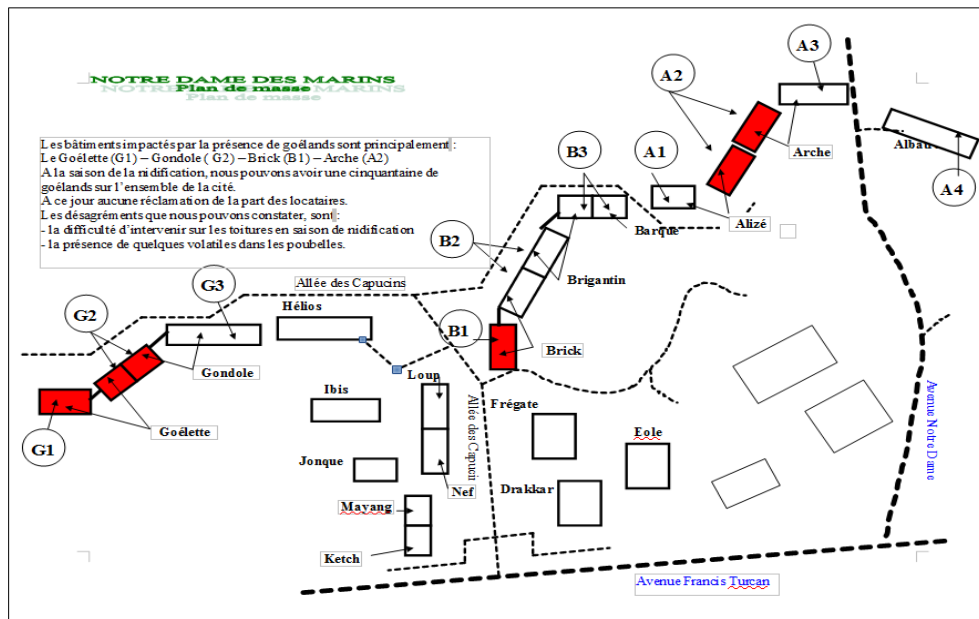 NOTRE DAME DES MARINS
Plan de masse
Les bâtiments impactés par la présence de goélands sont principalement :
Le Goélette (G1) – Gondole ( G2) – Brick (B1) – Arche (A2)
A la saison de la nidification, nous pouvons avoir une cinquantaine de
goélands sur l’ensemble de la cité.
A ce jour aucune réclamation de la part des locataires.
Les désagréments que nous pouvons constater, sont :
- la difficulté d’intervenir sur les toitures en saison de nidification
- la présence de quelques volatiles dans les poubelles.
A3
A2
Arche
Alban
A4
B3
A1
Alizé
Barque
B2
Brigantin
Allée des Capucins
G3
Hélios
G2
B1
Brick
Gondole
Loup
Ibis
Allée des Capucin
Frégate
Avenue Notre Dame
Goélette
G1
Eole
Jonque
Nef
Drakkar
Mayang
Ketch
Avenue Francis Turcan